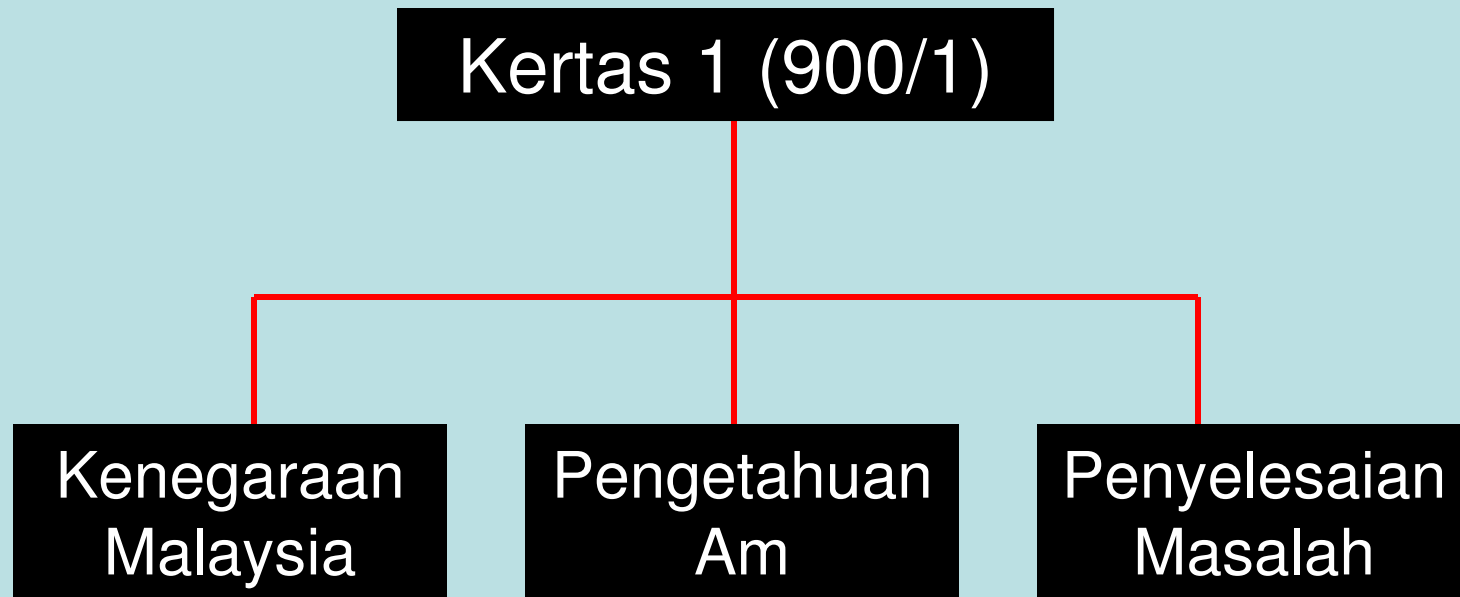 Kertas 1 (900/1)
Kenegaraan
Malaysia
Pengetahuan
Am
Penyelesaian
Masalah